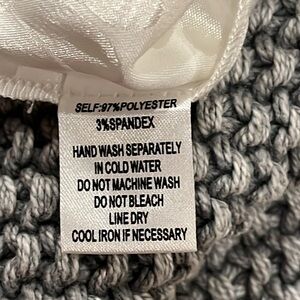 SELF:97%POLYESTER
3%SPANDEX
HAND WASH SEPARATELY
IN COLD WATER
DO NOT MACHINE WASH
DO NOT BLEACH
LINE DRY
COOL IRON IF NECESSARY